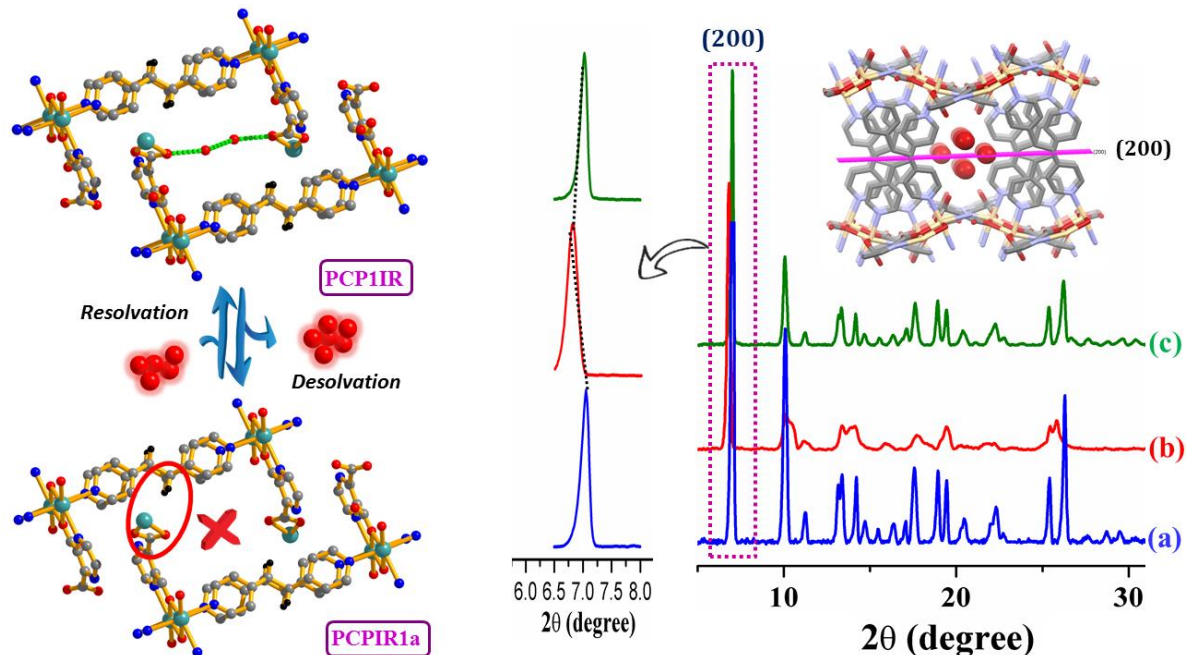 PCP1IR
Resolvation
Desolvation
PCPIR1a
6.0 6.5 7.0 7.5 8.0
2θ (degree)
(200)
(200)
(c)
(b)
(a)
10 20 30
2θ (degree)